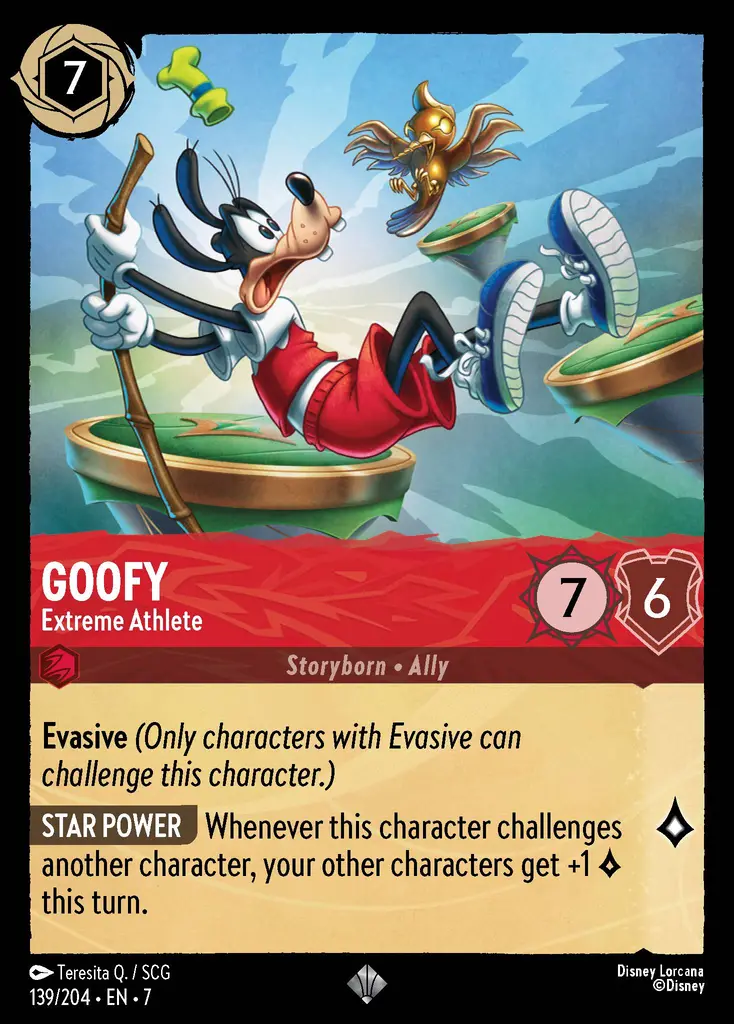 7
GOOFY
Extreme Athlete
7
6
Storyborn • Ally
Evasive (Only characters with Evasive can
challenge this character.)
STAR POWER Whenever this character challenges
another character, your other characters get +1
this turn.
Teresita Q. / SCG
139/204 • EN • 7
Disney Lorcana
©Disney